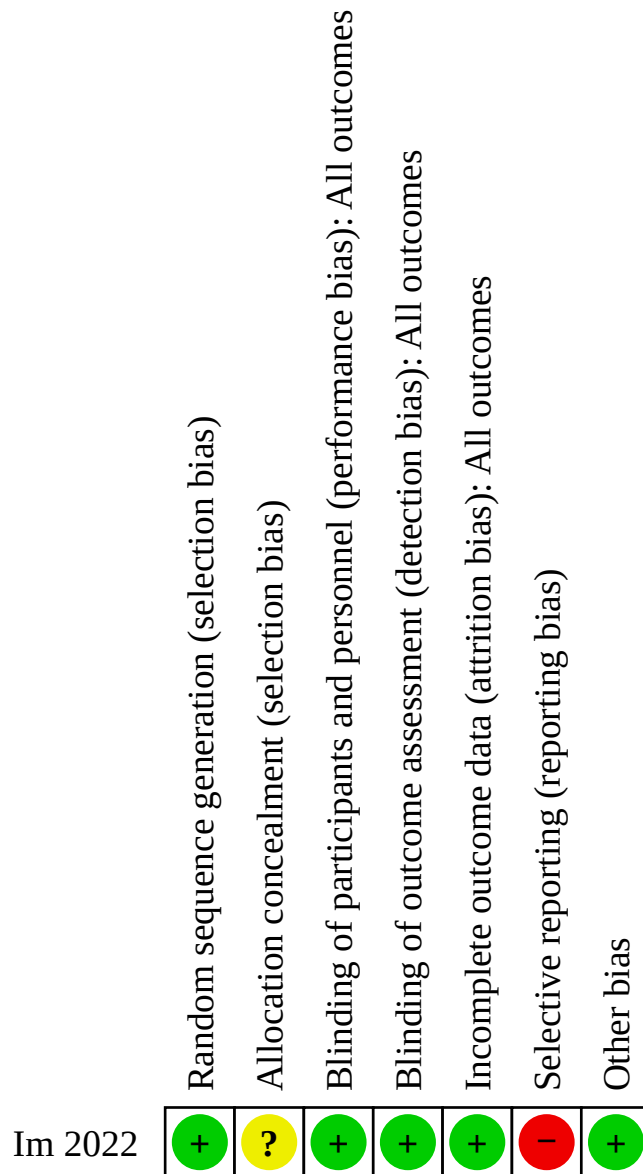 Random sequence generation (selection bias)
Allocation concealment (selection bias)
Blinding of participants and personnel (performance bias): All outcomes
Blinding of outcome assessment (detection bias): All outcomes
Incomplete outcome data (attrition bias): All outcomes
Selective reporting (reporting bias)
Other bias
Im 2022 + ? + + + − +